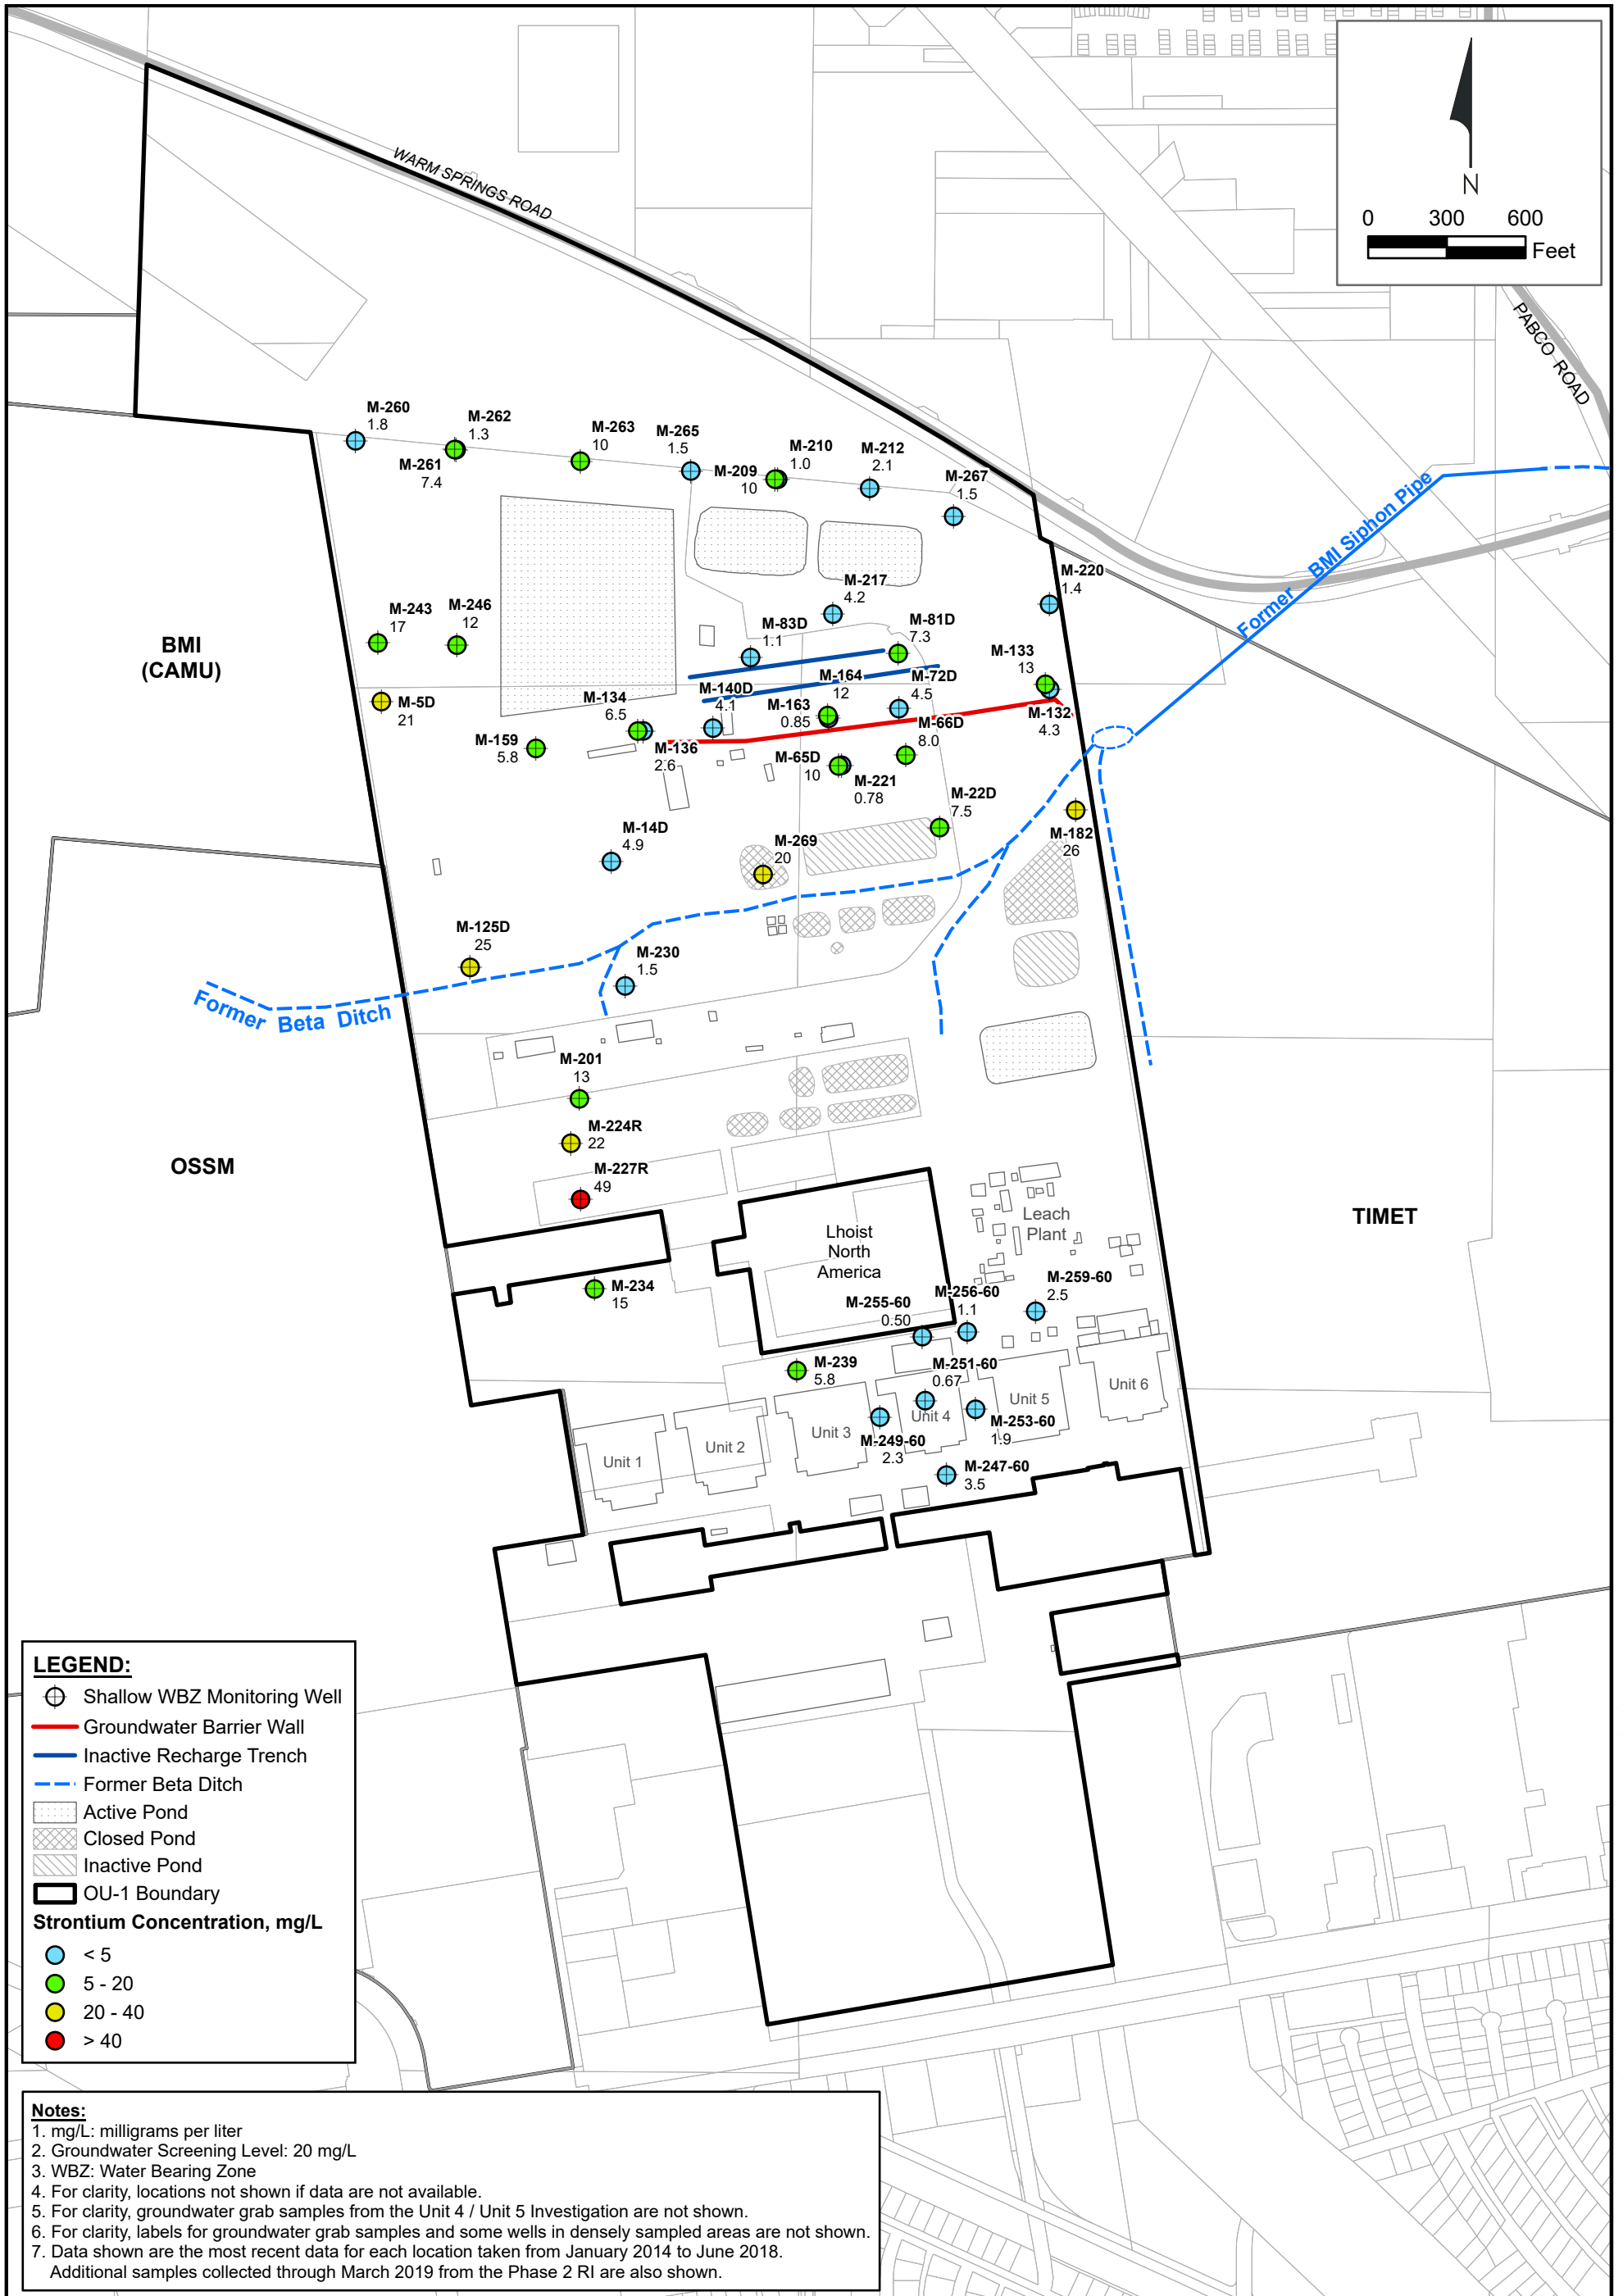 WARM SPRINGS ROAD
N
0 300 600
Feet
PABCO ROAD
M-260
1.8
M-262
1.3
M-261
7.4
M-263
10
M-265
1.5
M-209
10
M-210
1.0
M-212
2.1
M-267
1.5
Former BMI Siphon Pipe
M-220
1.4
M-217
4.2
M-243
17
M-246
12
M-83D
1.1
M-81D
7.3
BMI
(CAMU)
M-133
13
M-5D
21
M-134
6.5
M-140D
4.1
M-164
12
M-72D
4.5
M-163
0.85
M-132
4.3
M-159
5.8
M-136
2.6
M-66D
8.0
M-65D
10
M-221
0.78
M-22D
7.5
M-182
26
M-14D
4.9
M-269
20
M-125D
25
M-230
1.5
Former Beta Ditch
M-201
13
M-224R
22
OSSM
M-227R
49
TIMET
Leach
Plant
Lhoist
North
America
M-234
15
M-255-60
0.50
M-256-60
1.1
M-259-60
2.5
M-239
5.8
M-251-60
0.67
M-253-60
1.9
M-249-60
2.3
M-247-60
3.5
Unit 1
Unit 2
Unit 3
Unit 4
Unit 5
Unit 6
LEGEND:
Shallow WBZ Monitoring Well
Groundwater Barrier Wall
Inactive Recharge Trench
Former Beta Ditch
Active Pond
Closed Pond
Inactive Pond
OU-1 Boundary
Strontium Concentration, mg/L
< 5
5 - 20
20 - 40
> 40
Notes:
1. mg/L: milligrams per liter
2. Groundwater Screening Level: 20 mg/L
3. WBZ: Water Bearing Zone
4. For clarity, locations not shown if data are not available.
5. For clarity, groundwater grab samples from the Unit 4 / Unit 5 Investigation are not shown.
6. For clarity, labels for groundwater grab samples and some wells in densely sampled areas are not shown.
7. Data shown are the most recent data for each location taken from January 2014 to June 2018.
Additional samples collected through March 2019 from the Phase 2 RI are also shown.